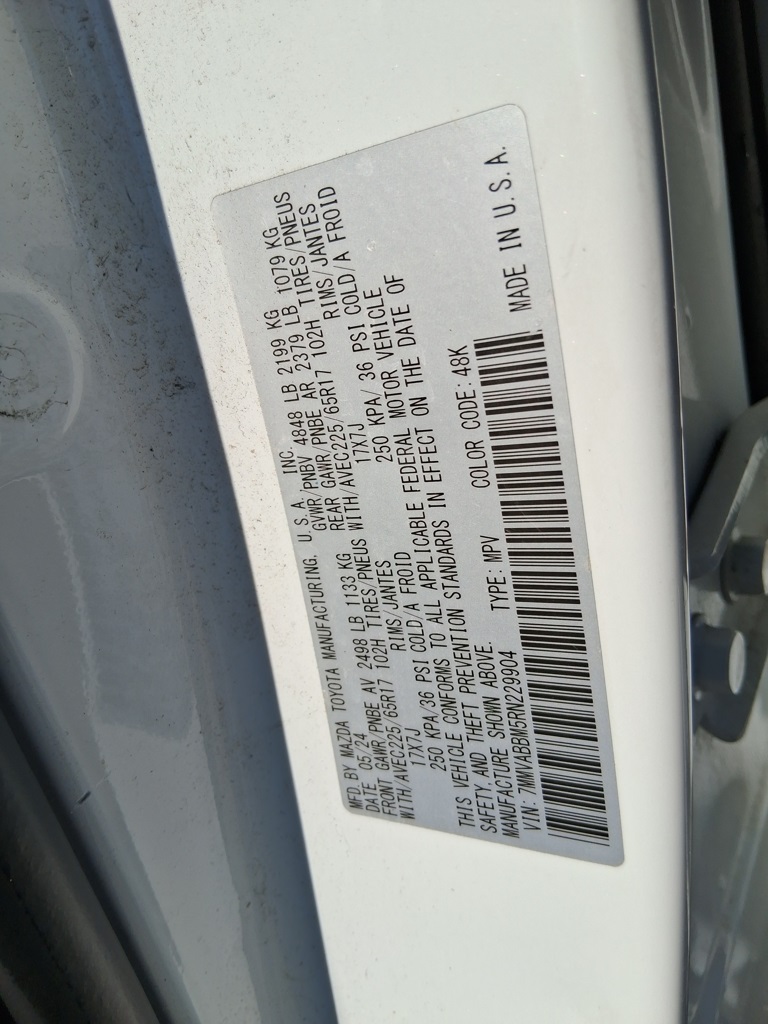 MFD. BY MAZDA TOYOTA MANUFACTURING, U.S.A., INC.
DATE 05/24 GVWR/PNBV 4848 LB 2199 KG
FRONT GAWR/PNBE AV 2498 LB 1133 KG REAR GAWR/PNBE AR 2379 LB 1079 KG
WITH/AVEC225/65R17 102H TIRES/PNEUS WITH/AVEC225/65R17 102H TIRES/PNEUS
17X7J RIMS/JANTES 17X7J RIMS/JANTES
250 KPA/36 PSI COLD/A FROID 250 KPA/ 36 PSI COLD/A FROID
THIS VEHICLE CONFORMS TO ALL APPLICABLE FEDERAL MOTOR VEHICLE
SAFETY AND THEFT PREVENTION STANDARDS IN EFFECT ON THE DATE OF
MANUFACTURE SHOWN ABOVE.
VIN: 7MMVABBM5RN229904 TYPE: MPV COLOR CODE: 48K
MADE IN U.S.A.